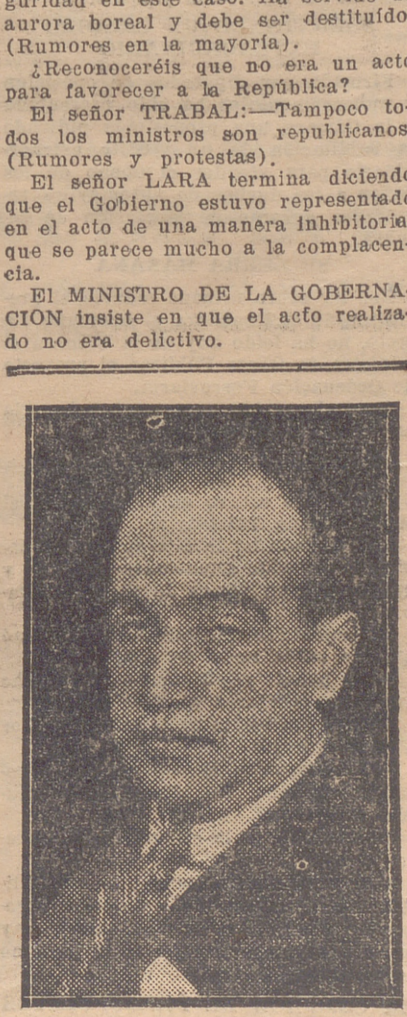 aurora boreal y debe ser destituído
(Rumores en la mayoría).
¿Reconoceréis que no era un acto
para favorecer a la República?
El señor TRABAL:—Tampoco to-
dos los ministros son republicanos
(Rumores y protestas).
El señor LARA termina diciendo
que el Gobierno estuvo representado
en el acto de una manera inhibitoria
que se parece mucho a la complacen-
cia.
El MINISTRO DE LA GOBERNA-
CION insiste en que el acto realiza-
do no era delictivo.